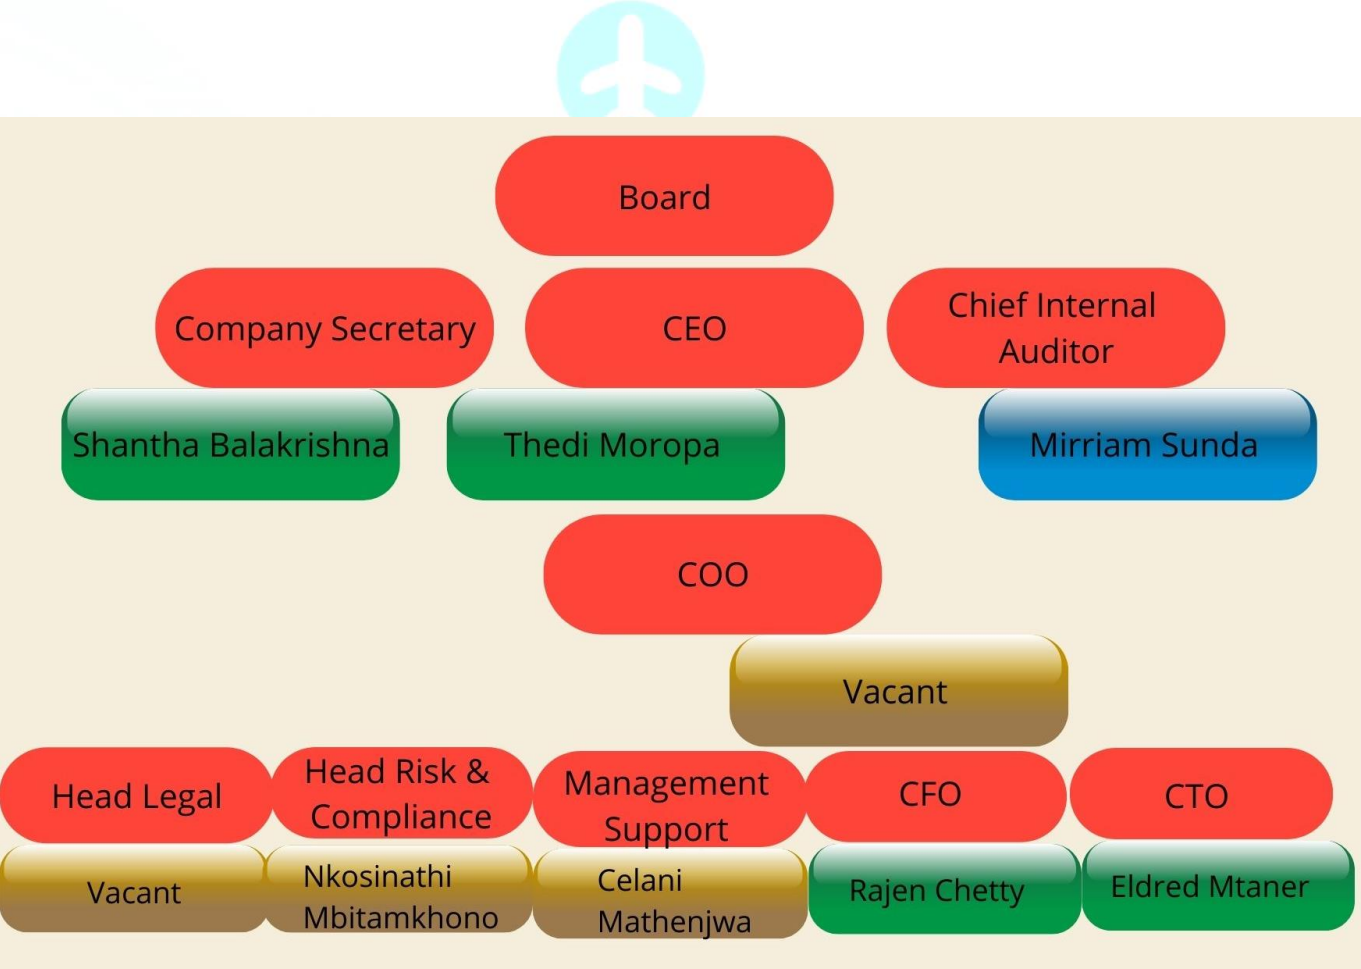 Board
Company Secretary
CEO
Chief Internal
Auditor
Shantha Balakrishna
Thedi Moropa
Mirriam Sunda
COO
Vacant
Head Legal
Head Risk &
Compliance
Management
Support
CFO
CTO
Vacant
Nkosinathi
Mbitamkhono
Celani
Mathenjwa
Rajen Chetty
Eldred Mtaner